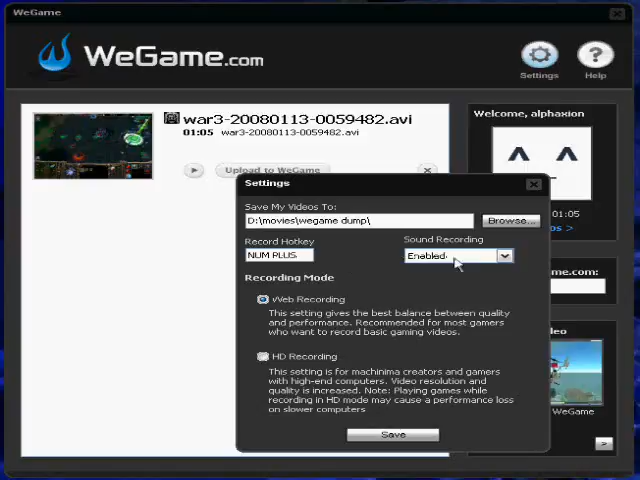 WeGame
WeGame.com
Settings
Help
war3-20080113-0059482.avi
01:05 war3-20080113-0059482.avi
Upload to WeGame
Welcome, alphaxion
^ ^
01:05
os >
me.com:
deo
WeGame
>
Settings
Save My Videos To:
D:\movies\wegame dump\
Browse...
Record Hotkey
Sound Recording
NUM PLUS
Enabled
Recording Mode
Web Recording
This setting gives the best balance between quality
and performance. Recommended for most gamers
who want to record basic gaming videos.
HD Recording
This setting is for machinima creators and gamers
with high-end computers. Video resolution and
quality is increased. Note: Playing games while
recording in HD mode may cause a performance loss
on slower computers
Save